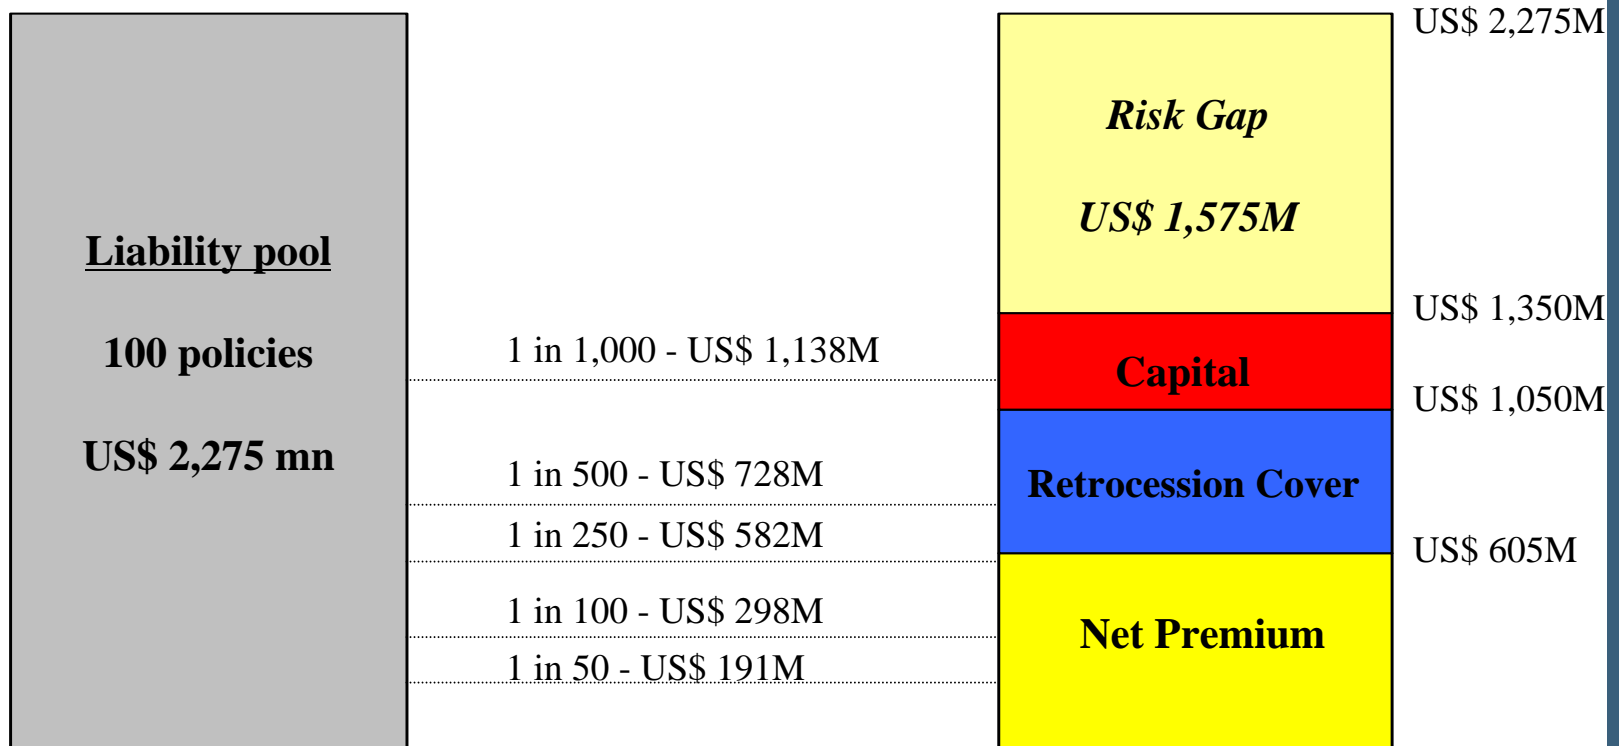 Liability pool
100 policies
US$ 2,275 mn
1 in 1,000 - US$ 1,138M
1 in 500 - US$ 728M
1 in 250 - US$ 582M
1 in 100 - US$ 298M
1 in 50 - US$ 191M
Risk Gap
US$ 1,575M
Capital
Retrocession Cover
Net Premium
US$ 2,275M
US$ 1,350M
US$ 1,050M
US$ 605M